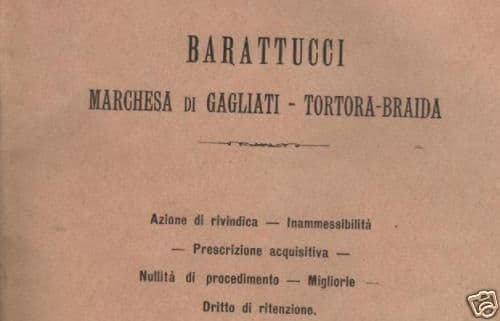 BARATTUCCI
MARCHESA DI GAGLIATI - TORTORA-BRAIDA
Azione di rivindica — Inammessibilità
— Prescrizione acquisitiva —
Nullità di procedimento — Migliorie —
Dritto di ritenzione.